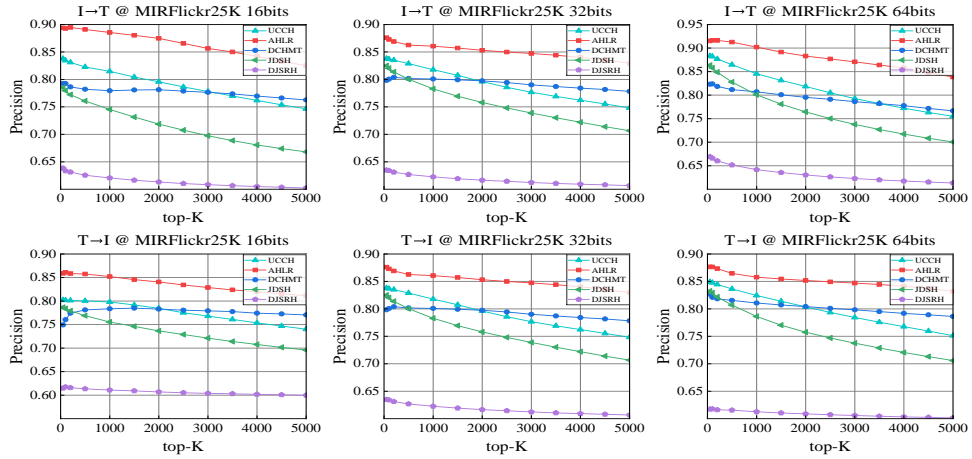 I→T @ MIRFlickr25K 16bits
Precision
0.90
0.85
0.80
0.75
0.70
0.65
0 1000 2000 3000 4000 5000
top-K
UCCH
AHLR
DCHMT
JDSH
DJSRH
I→T @ MIRFlickr25K 32bits
0.90
0.85
0.80
0.75
0.70
0.65
0 1000 2000 3000 4000 5000
top-K
UCCH
AHLR
DCHMT
JDSH
DJSRH
I→T @ MIRFlickr25K 64bits
Precision
0.95
0.90
0.85
0.80
0.75
0.70
0.65
0 1000 2000 3000 4000 5000
top-K
UCCH
AHLR
DCHMT
JDSH
DJSRH
T→I @ MIRFlickr25K 16bits
Precision
0.90
0.85
0.80
0.75
0.70
0.65
0.60
0 1000 2000 3000 4000 5000
top-K
UCCH
AHLR
DCHMT
JDSH
DJSRH
T→I @ MIRFlickr25K 32bits
Precision
0.90
0.85
0.80
0.75
0.70
0.65
0 1000 2000 3000 4000 5000
top-K
UCCH
AHLR
DCHMT
JDSH
DJSRH
T→I @ MIRFlickr25K 64bits
Precision
0.90
0.85
0.80
0.75
0.70
0.65
0 1000 2000 3000 4000 5000
top-K
UCCH
AHLR
DCHMT
JDSH
DJSRH